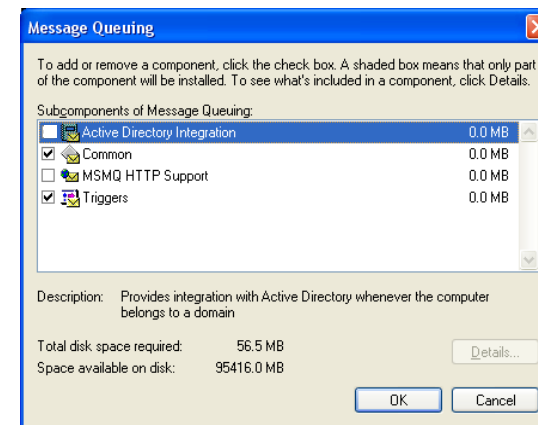 Message Queuing
To add or remove a component, click the check box. A shaded box means that only part
of the component will be installed. To see what's included in a component, click Details.
Subcomponents of Message Queuing:
Active Directory Integration 0.0 MB
Common 0.0 MB
MSMQ HTTP Support 0.0 MB
Triggers 0.0 MB
Description: Provides integration with Active Directory whenever the computer
belongs to a domain
Total disk space required: 56.5 MB
Details...
Space available on disk: 95416.0 MB
OK Cancel